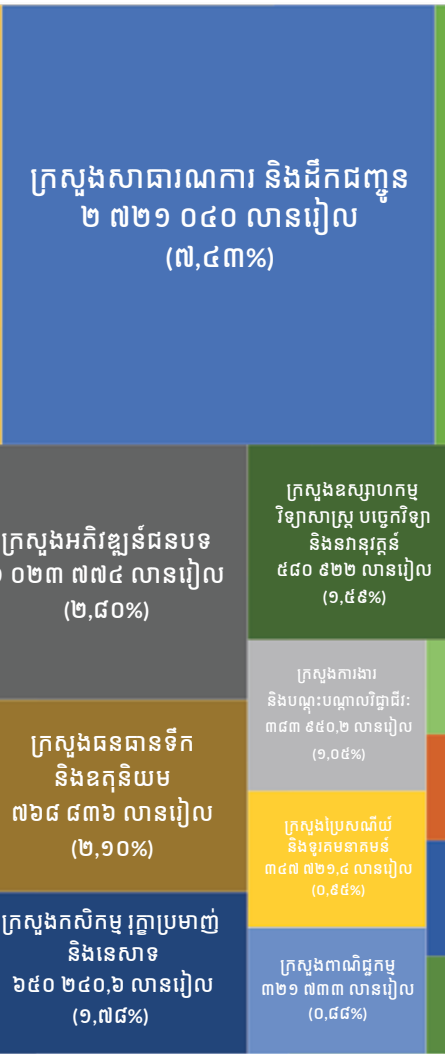 ក្រសួងសាធារណការ និងដឹកជញ្ជូន
២ ៧២១ ០៤០ លានរៀល
(៧,៤៣%)
ក្រសួងអភិវឌ្ឍន៍ជនបទ
០២៣ ៧៧៤ លានរៀល
(២,៨០%)
ក្រសួងធនធានទឹក
និងឧតុនិយម
៧៦៨ ៨៣៦ លានរៀល
(២,១០%)
ក្រសួងកសិកម្ម រុក្ខាប្រមាញ់
និងនេសាទ
៦៥០ ២៤០,៦ លានរៀល
(១,៧៨%)
ក្រសួងឧស្សាហកម្ម
វិទ្យាសាស្ត្រ បច្ចេកវិទ្យា
និងនវានុវត្តន៍
៥៨០ ៩២២ លានរៀល
(១,៥៩%)
ក្រសួងការងារ
និងបណ្តុះបណ្តាលវិជ្ជាជីវៈ
៣៨៣ ៩៥០,២ លានរៀល
(១,០៥%)
ក្រសួងប្រៃសណីយ៍
និងទូរគមនាគមន៍
៣៤៧ ៧២១,៤ លានរៀល
(០,៩៥%)
ក្រសួងពាណិជ្ជកម្ម
៣២១ ៧៣៣ លានរៀល
(០,៨៨%)